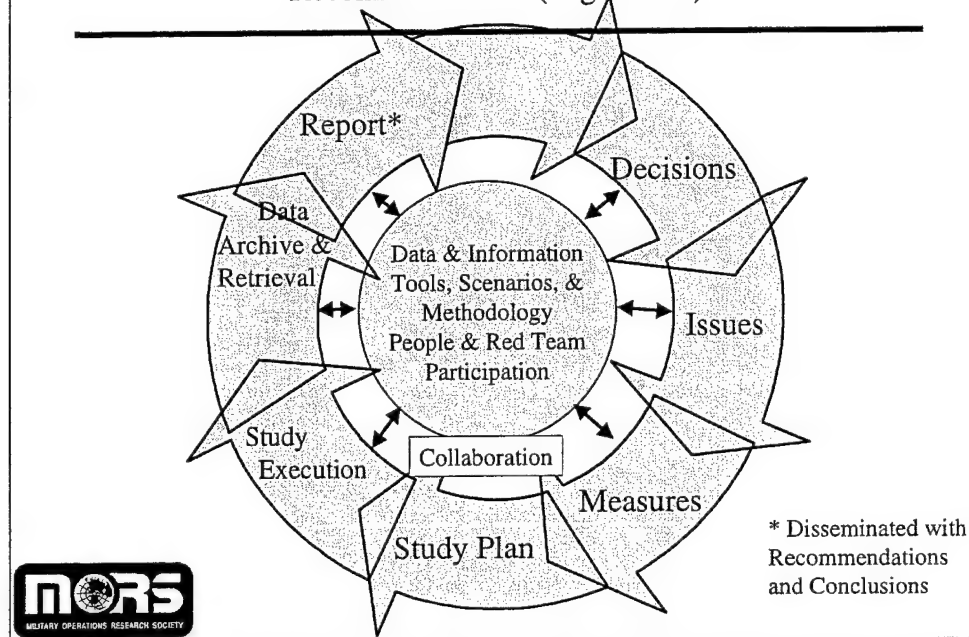 Report*
Decisions
Data
Archive &
Retrieval
Data & Information
Tools, Scenarios, &
Methodology
People & Red Team
Participation
Issues
Study
Execution
Collaboration
Measures
Study Plan
* Disseminated with
Recommendations
and Conclusions
MORS
MILITARY OPERATIONS RESEARCH SOCIETY